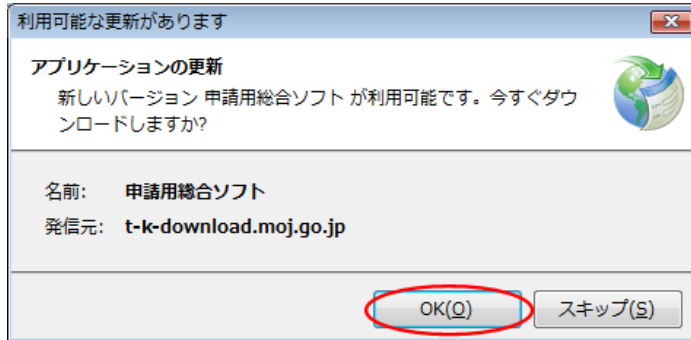 利用可能な更新があります
アプリケーションの更新
新しいバージョン 申請用総合ソフト が利用可能です。今すぐダウ
ンロードしますか?
名前: 申請用総合ソフト
発信元: t-k-download.moj.go.jp
OK(O) スキップ(S)